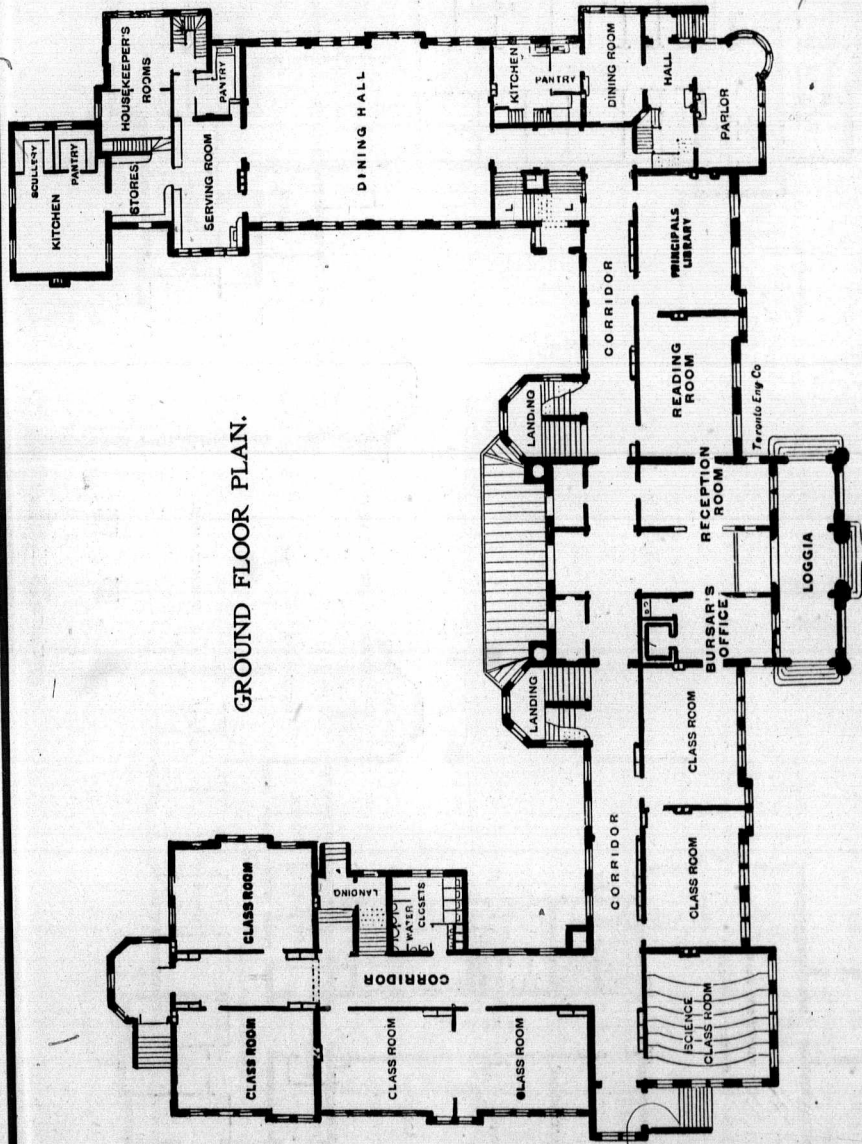 GROUND FLOOR PLAN.
SCULLERY
PANTRY
KITCHEN
HOUSEKEEPER'S
ROOMS
STORES
PANTRY
SERVING ROOM
DINING HALL
KITCHEN
PANTRY
DINING ROOM
HALL
PARLOR
L
L
CORRIDOR
PRINCIPALS
LIBRARY
READING
ROOM
Toronto Eng Co
LANDING
RECEPTION
ROOM
LOGGIA
BURSAR'S
OFFICE
LANDING
CLASS ROOM
CLASS ROOM
CORRIDOR
SCIENCE
CLASS ROOM
CLASS ROOM
LANDING
WATER
CLOSETS
A
CORRIDOR
CLASS ROOM
CLASS ROOM
CLASS ROOM